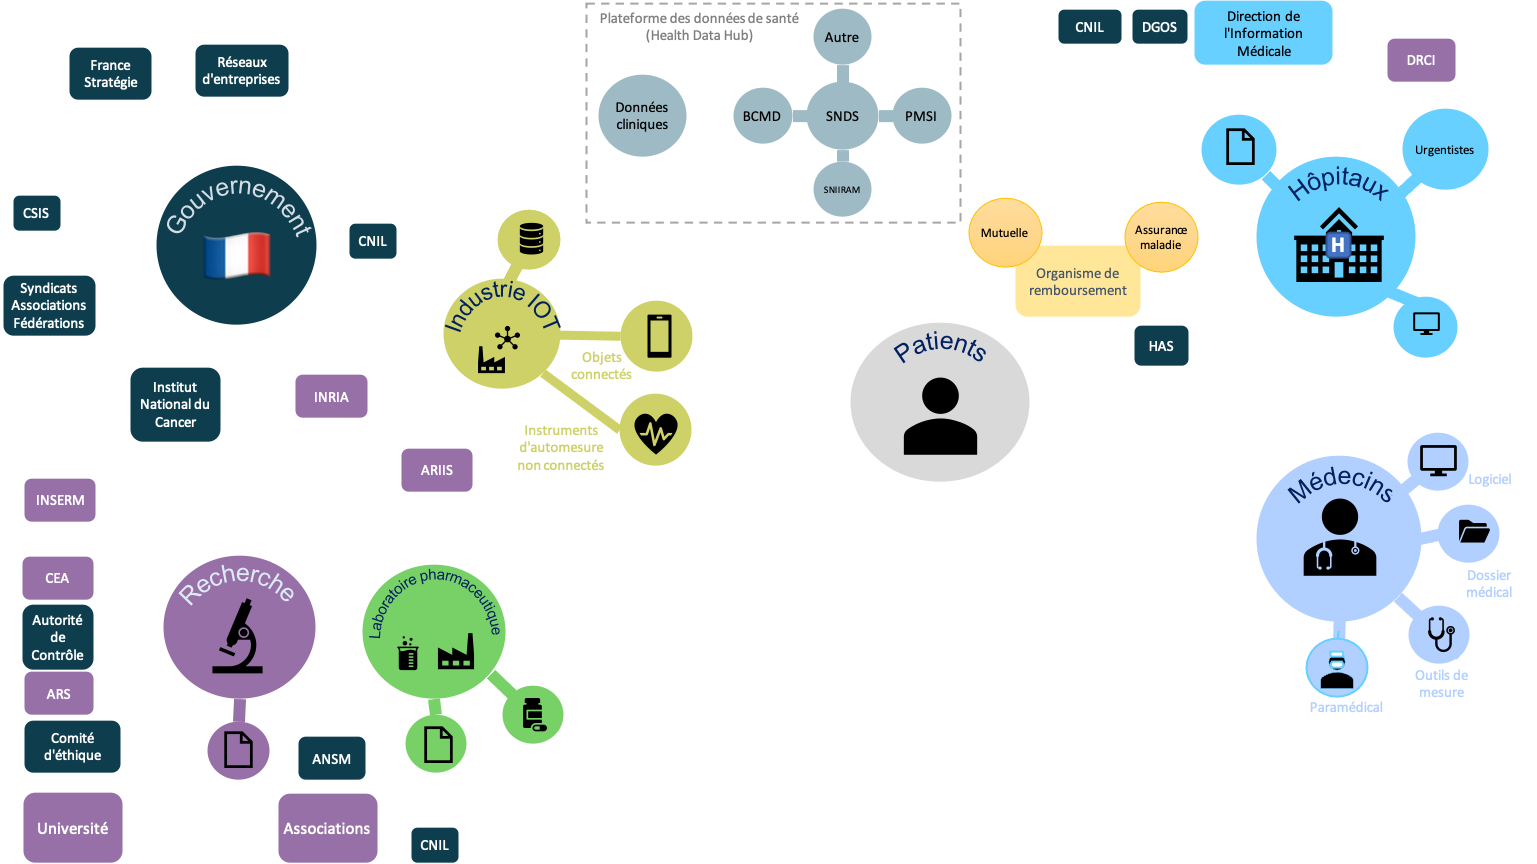 Plateforme des données de santé
(Health Data Hub)
Autre
Données
cliniques
BCMD
SNDS
PMSI
SNIIRAM
CNIL
DGOS
Direction de
l'Information
Médicale
DRCI
France
Stratégie
Réseaux
d'entreprises
CSIS
Gouvernement
CNIL
Syndicats
Associations
Fédérations
Institut
National du
Cancer
INRIA
ARIIS
Industrie IOT
Objets
connectés
Instruments
d'automesure
non connectés
Mutuelle
Assurance
maladie
Organisme de
remboursement
HAS
Patients
Urgentistes
Hôpitaux
H
Médecins
Logiciel
Dossier
médical
Outils de
mesure
Paramédical
INSERM
CEA
Autorité
de
Contrôle
ARS
Comité
d'éthique
Université
Recherche
Laboratoire pharmaceutique
ANSM
Associations
CNIL